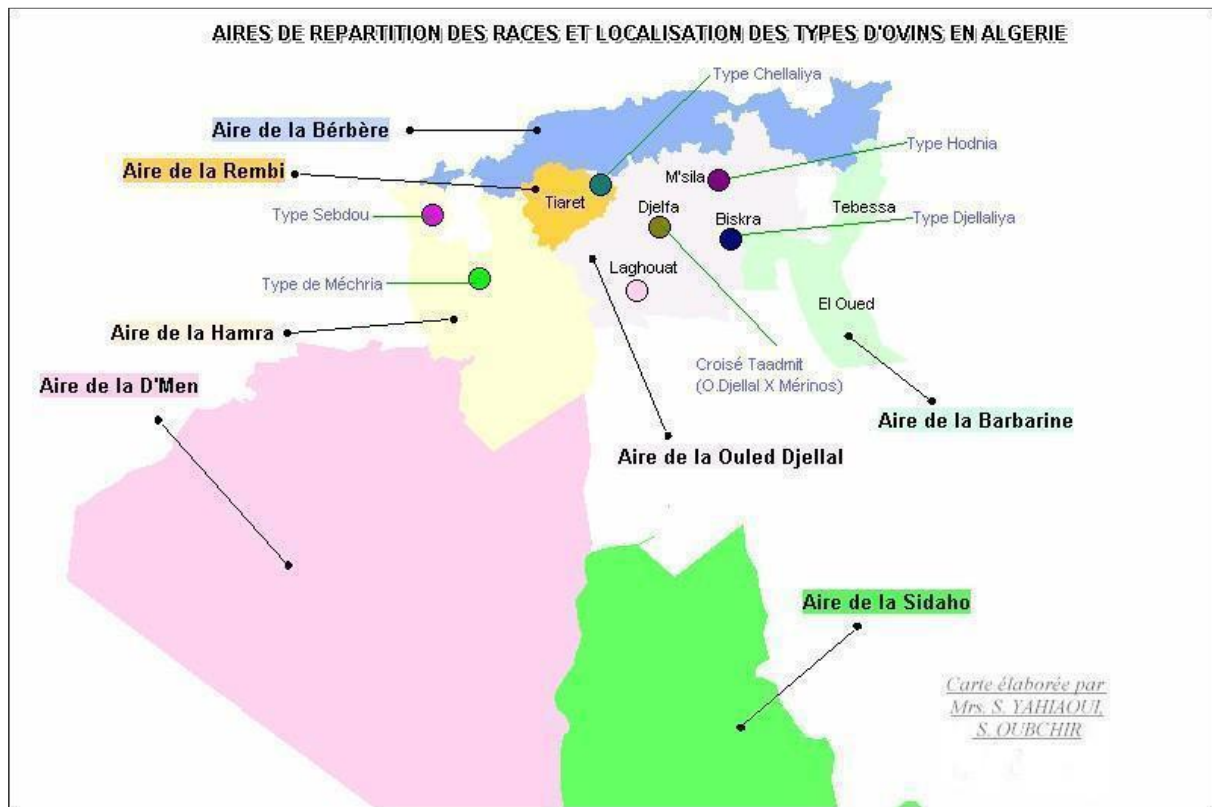 AIRES DE REPARTITION DES RACES ET LOCALISATION DES TYPES D'OVINS EN ALGERIE
Type Chellaliya
Aire de la Bérbère
Type Hodnia
Aire de la Rembi
M'sila
Tiaret
Type Sebdou
Djelfa
Biskra
Tebessa
Type Djellaliya
Laghouat
Type de Méchria
El Oued
Aire de la Hamra
Croisé Taadmit
(O.Djellal X Mérinos)
Aire de la D'Men
Aire de la Barbarine
Aire de la Ouled Djellal
Aire de la Sidaho
Carte élaborée par
Mrs. S. YAHIAOUI,
S. OUBCHIR